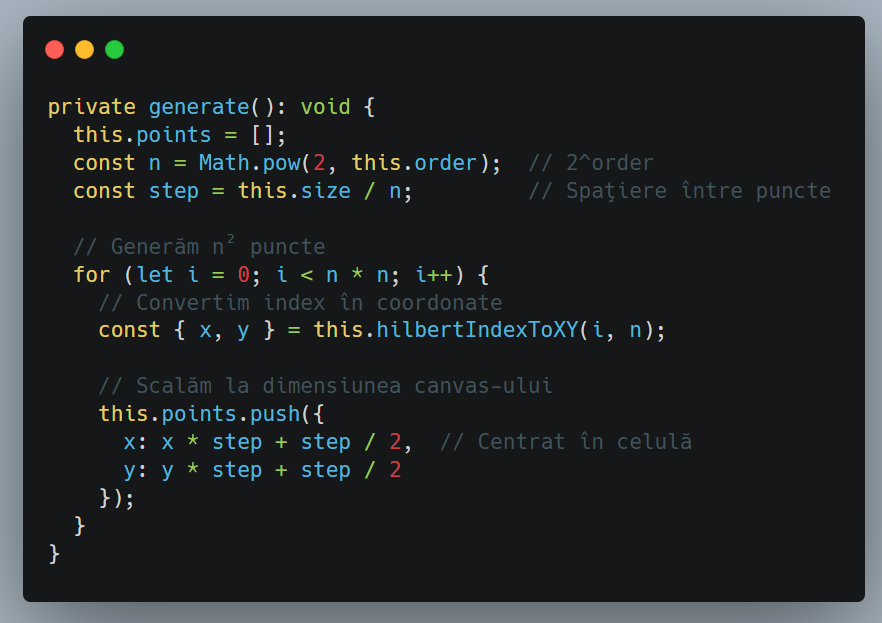 private generate(): void {
  this.points = [];
  const n = Math.pow(2, this.order);  // 2^order
  const step = this.size / n;         // Spaţiere între puncte

  // Generăm n² puncte
  for (let i = 0; i < n * n; i++) {
    // Convertim index în coordonate
    const { x, y } = this.hilbertIndexToXY(i, n);

    // Scalăm la dimensiunea canvas-ului
    this.points.push({
      x: x * step + step / 2,  // Centrat în celulă
      y: y * step + step / 2
    });
  }
}